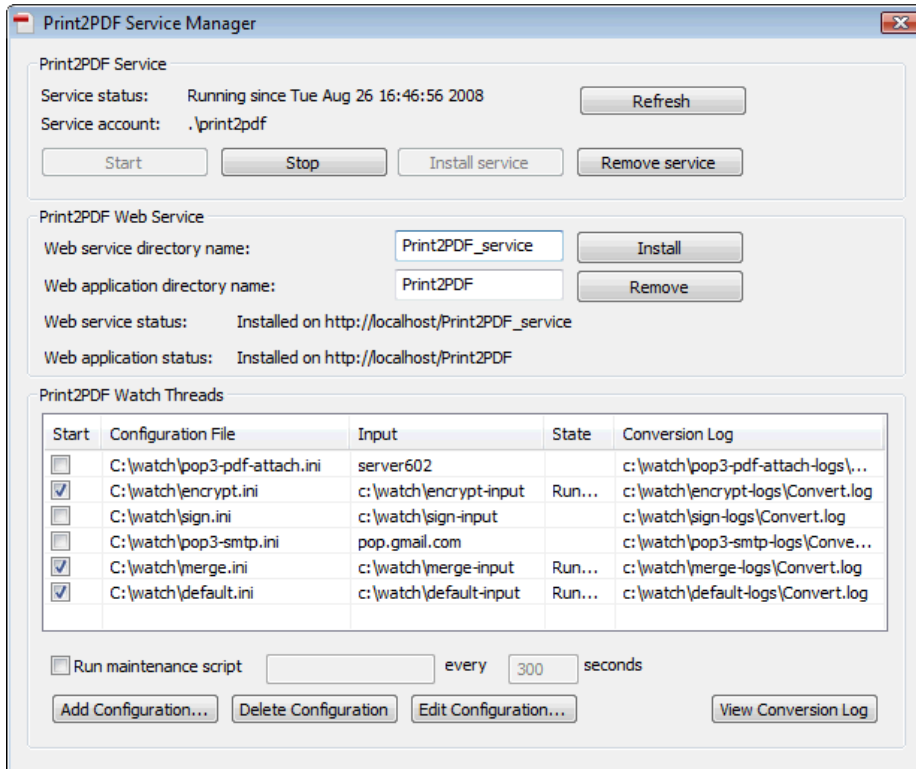 Print2PDF Service Manager
Print2PDF Service
Service status: Running since Tue Aug 26 16:46:56 2008 Refresh
Service account: .\print2pdf
Start Stop Install service Remove service
Print2PDF Web Service
Web service directory name: Print2PDF_service Install
Web application directory name: Print2PDF Remove
Web service status: Installed on http://localhost/Print2PDF_service
Web application status: Installed on http://localhost/Print2PDF
Print2PDF Watch Threads
Start Configuration File Input State Conversion Log
C:\watch\pop3-pdf-attach.ini server602 c:\watch\pop3-pdf-attach-logs\...
C:\watch\encrypt.ini c:\watch\encrypt-input Run... c:\watch\encrypt-logs\Convert.log
C:\watch\sign.ini c:\watch\sign-input c:\watch\sign-logs\Convert.log
C:\watch\pop3-smtp.ini pop.gmail.com c:\watch\pop3-smtp-logs\Conve...
C:\watch\merge.ini c:\watch\merge-input Run... c:\watch\merge-logs\Convert.log
C:\watch\default.ini c:\watch\default-input Run... c:\watch\default-logs\Convert.log
Run maintenance script every 300 seconds
Add Configuration... Delete Configuration Edit Configuration... View Conversion Log